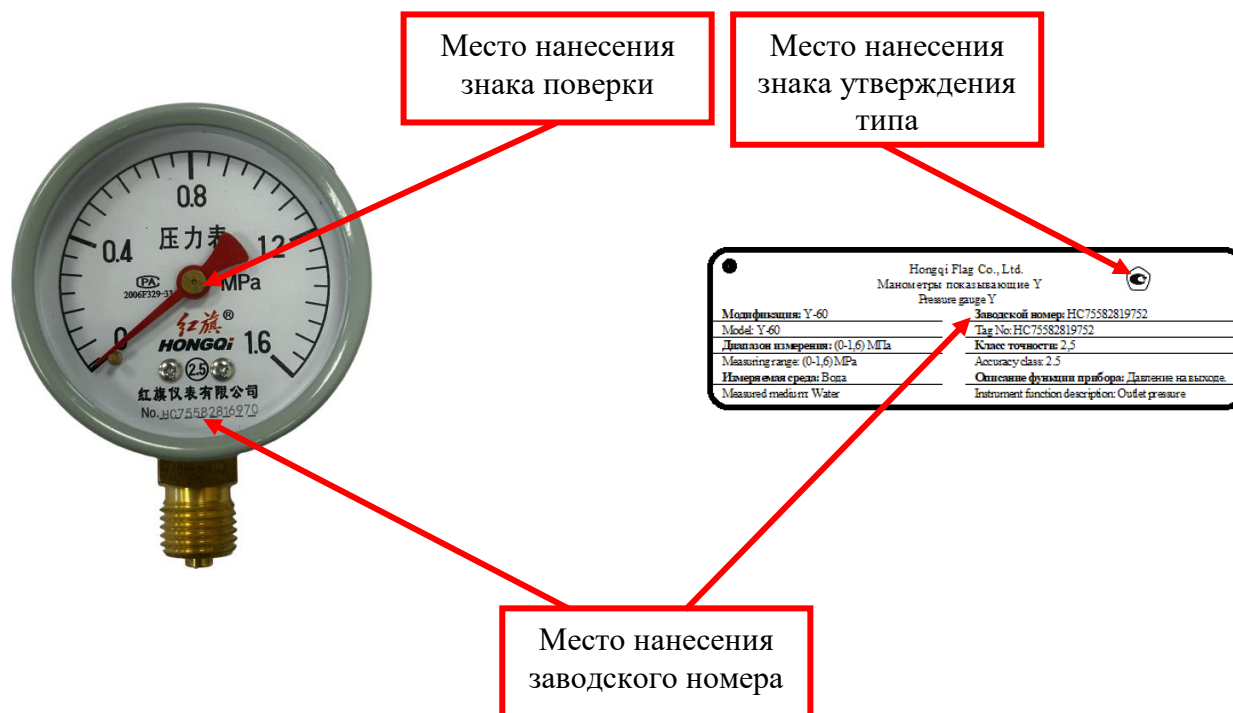 Место нанесения
знака поверки
Место нанесения
знака утверждения
типа
0.8
0.4
压力表
1.2
PA
2006F329-33
MPa
红旗®
0
HONGQi
1.6
2.5
红旗仪表有限公司
No. HC75582816970
Hongqi Flag Co., Ltd.
Манометры показывающие Y
Pressure gauge Y
Модификация: Y-60
Заводской номер: HC75582819752
Model: Y-60
Tag No: HC75582819752
Диапазон измерения: (0-1,6) МПа
Класс точности: 2,5
Measuring range: (0-1,6) MPa
Accuracy class: 2.5
Измеряемая среда: Вода
Описание функции прибора: Давление на выходе.
Measured medium: Water
Instrument function description: Outlet pressure
Место нанесения
заводского номера